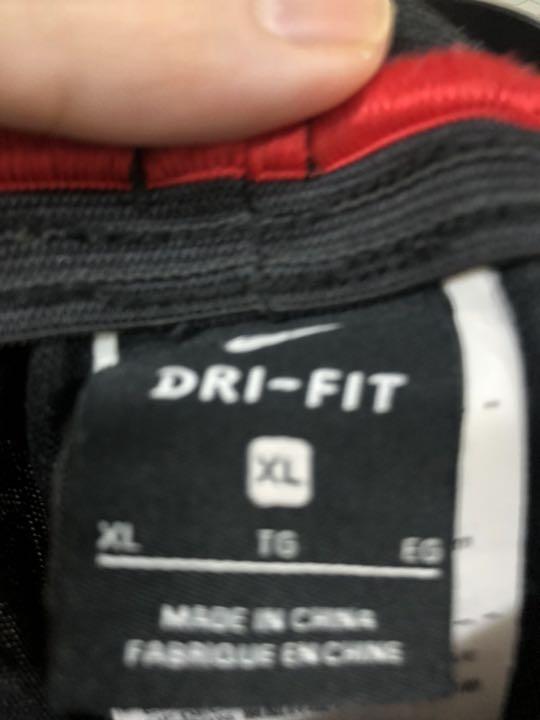 DRI-FIT
XL
XL TG EG
MADE IN CHINA
FABRIQUE EN CHINE